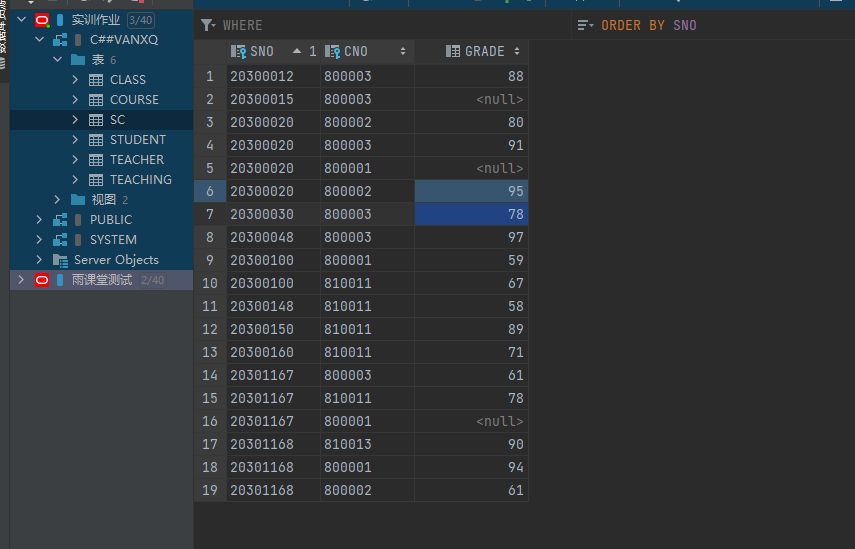 WHERE
ORDER BY SNO
实训作业 3/40
C##VANXQ
表 6
CLASS
COURSE
SC
STUDENT
TEACHER
TEACHING
视图 2
PUBLIC
SYSTEM
Server Objects
雨课堂测试 2/40
SNO 1 CNO GRADE
1 20300012 800003 88
2 20300015 800003 <null>
3 20300020 800002 80
4 20300020 800003 91
5 20300020 800001 <null>
6 20300020 800002 95
7 20300030 800003 78
8 20300048 800003 97
9 20300100 800001 59
10 20300100 810011 67
11 20300148 810011 58
12 20300150 810011 89
13 20300160 810011 71
14 20301167 800003 61
15 20301167 810011 78
16 20301167 800001 <null>
17 20301168 810013 90
18 20301168 800001 94
19 20301168 800002 61